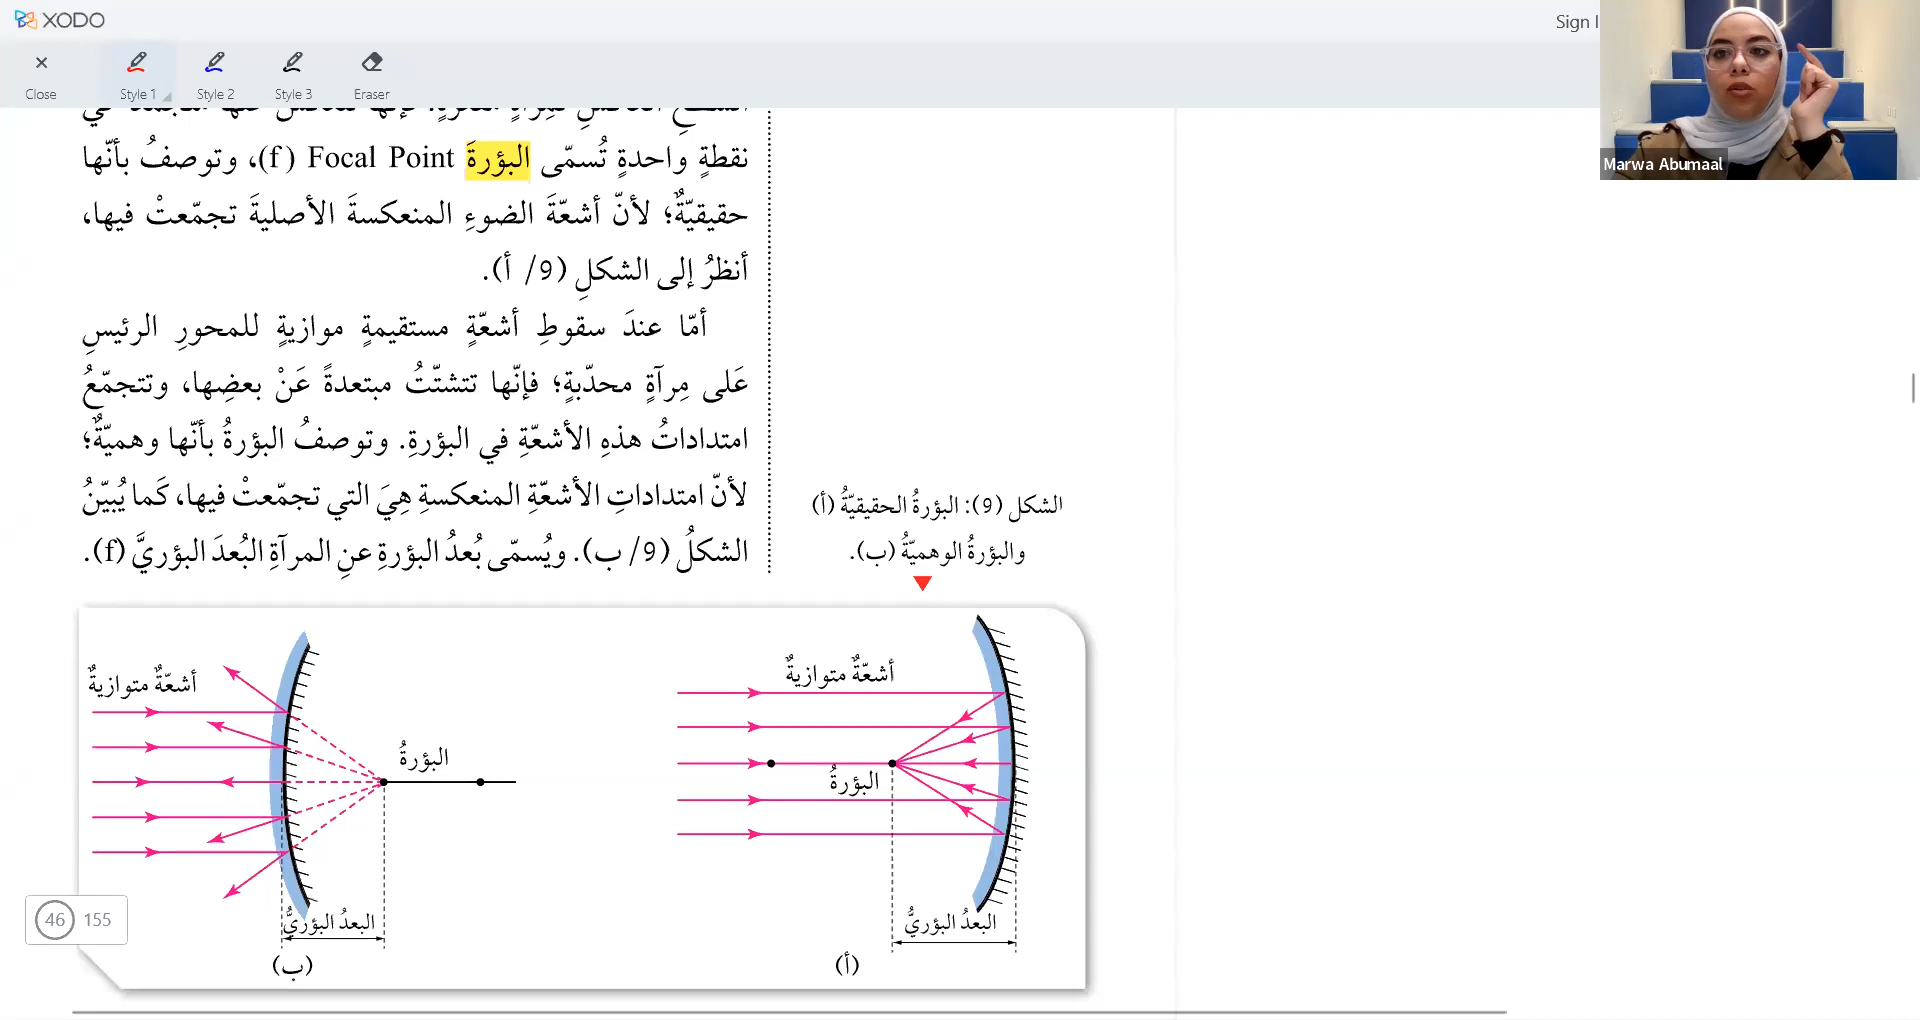 XODO
Sign I
Close
Style 1
Style 2
Style 3
Eraser
Marwa Abumaal
نقطةٍ واحدةٍ تُسمّى البؤرةَ Focal Point (f)، وتوصفُ بأنّها
حقيقيّةٌ؛ لأنّ أشعّةَ الضوءِ المنعكسةَ الأصليةَ تجمّعتْ فيها،
أنظرُ إلى الشكلِ (9/ أ).
أمّا عندَ سقوطِ أشعّةٍ مستقيمةٍ موازيةٍ للمحورِ الرئيسِ
عَلى مِرآةٍ محدّبةٍ؛ فإنّها تتشتّتُ مبتعدةً عَنْ بعضِها، وتتجمّعُ
امتداداتُ هذهِ الأشعّةِ في البؤرةِ. وتوصفُ البؤرةُ بأنّها وهميّةٌ؛
لأنّ امتداداتِ الأشعّةِ المنعكسةِ هِيَ التي تجمّعتْ فيها، كَما يُبيّنُ
الشكلُ (9/ ب). ويُسمّى بُعدُ البؤرةِ عنِ المرآةِ البُعدَ البؤريَّ (f).
الشكل (9): البؤرةُ الحقيقيّةُ (أ)
والبؤرةُ الوهميّةُ (ب).
أشعّةٌ متوازيةٌ
البؤرةُ
البعدُ البؤريُّ
(أ)
أشعّةٌ متوازيةٌ
البؤرةُ
البعدُ البؤريُّ
(ب)
46 155